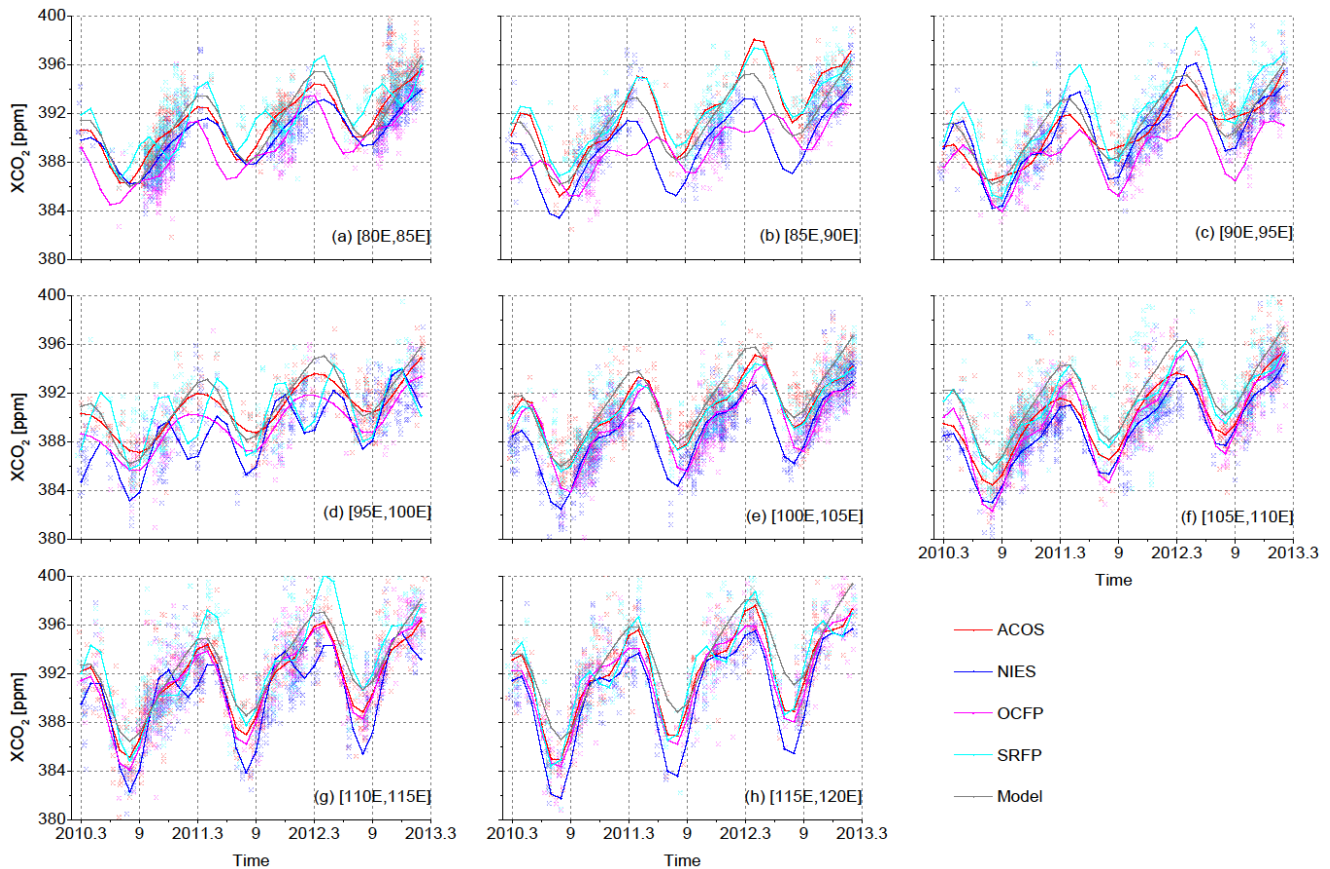 400
396
392
388
384
380
XCO2 [ppm]
(a) [80E,85E]
(b) [85E,90E]
(c) [90E,95E]
400
396
392
388
384
380
XCO2 [ppm]
(d) [95E,100E]
(e) [100E,105E]
(f) [105E,110E]
2010.3 9 2011.3 9 2012.3 9 2013.3
Time
400
396
392
388
384
380
XCO2 [ppm]
(g) [110E,115E]
(h) [115E,120E]
2010.3 9 2011.3 9 2012.3 9 2013.3
Time
2010.3 9 2011.3 9 2012.3 9 2013.3
Time
ACOS
NIES
OCFP
SRFP
Model